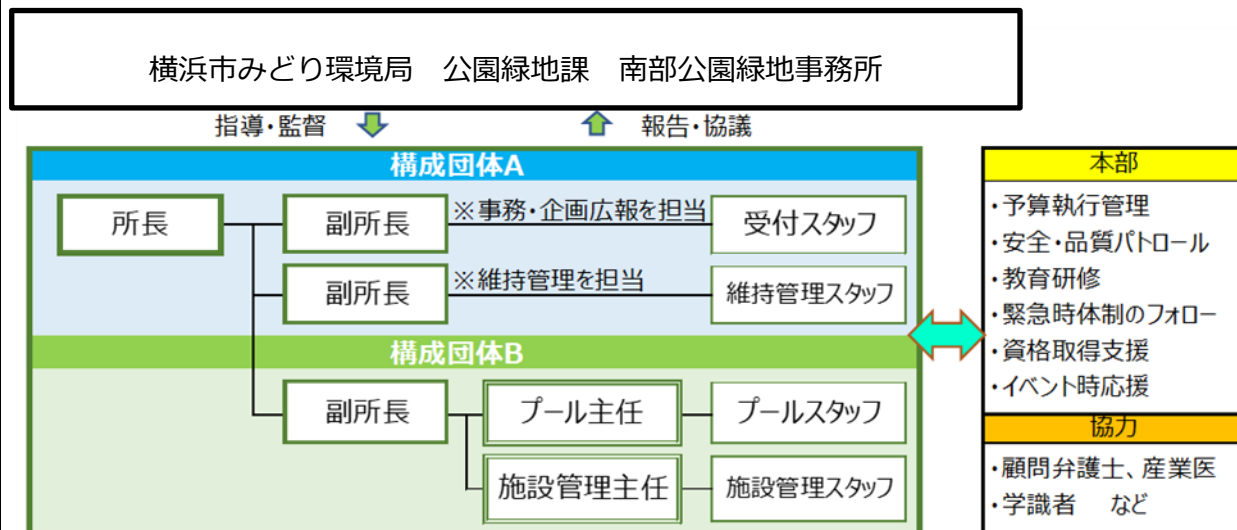 横浜市みどり環境局　公園緑地課　南部公園緑地事務所
指導・監督
報告・協議
構成団体A
所長
副所長
※事務・企画広報を担当
受付スタッフ
副所長
※維持管理を担当
維持管理スタッフ
構成団体B
副所長
プール主任
プールスタッフ
施設管理主任
施設管理スタッフ
本部
・予算執行管理
・安全・品質パトロール
・教育研修
・緊急時体制のフォロー
・資格取得支援
・イベント時応援
協力
・顧問弁護士、産業医
・学識者　など